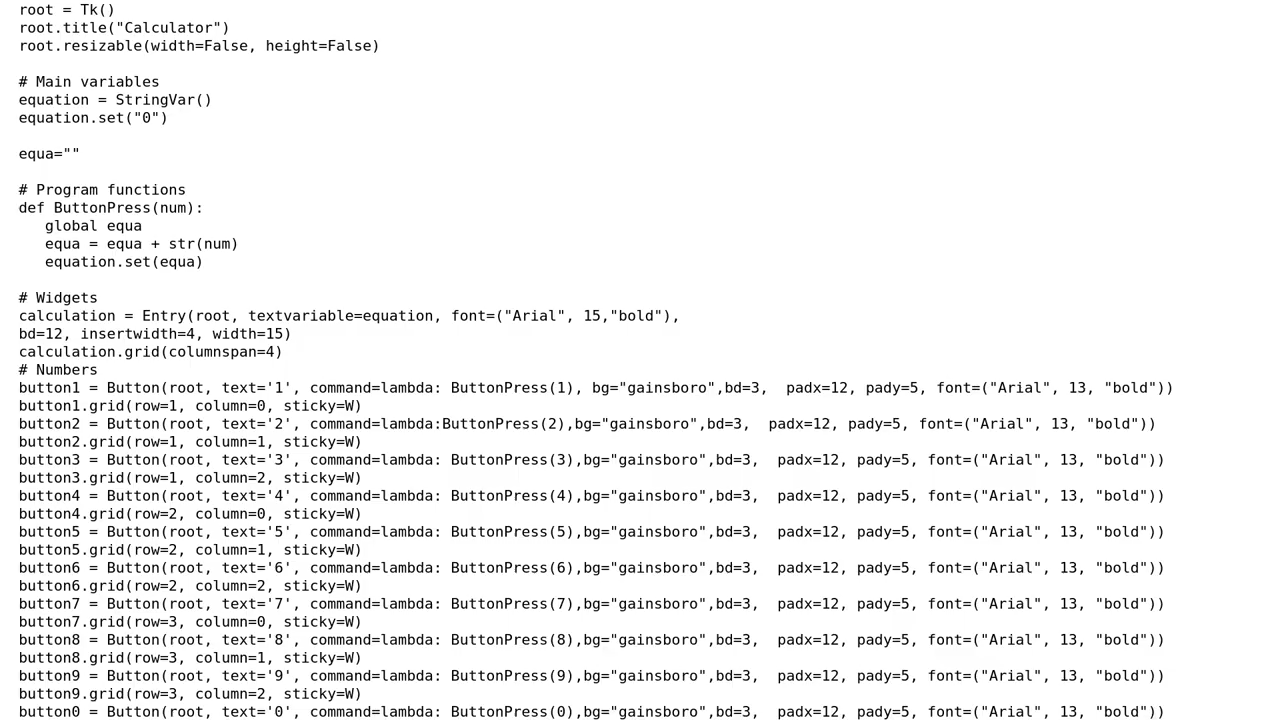 root = Tk()
root.title("Calculator")
root.resizable(width=False, height=False)

# Main variables
equation = StringVar()
equation.set("0")

equa=""

# Program functions
def ButtonPress(num):
   global equa
   equa = equa + str(num)
   equation.set(equa)

# Widgets
calculation = Entry(root, textvariable=equation, font=("Arial", 15,"bold"),
bd=12, insertwidth=4, width=15)
calculation.grid(columnspan=4)
# Numbers
button1 = Button(root, text='1', command=lambda: ButtonPress(1), bg="gainsboro",bd=3,  padx=12, pady=5, font=("Arial", 13, "bold"))
button1.grid(row=1, column=0, sticky=W)
button2 = Button(root, text='2', command=lambda:ButtonPress(2),bg="gainsboro",bd=3,  padx=12, pady=5, font=("Arial", 13, "bold"))
button2.grid(row=1, column=1, sticky=W)
button3 = Button(root, text='3', command=lambda: ButtonPress(3),bg="gainsboro",bd=3,  padx=12, pady=5, font=("Arial", 13, "bold"))
button3.grid(row=1, column=2, sticky=W)
button4 = Button(root, text='4', command=lambda: ButtonPress(4),bg="gainsboro",bd=3,  padx=12, pady=5, font=("Arial", 13, "bold"))
button4.grid(row=2, column=0, sticky=W)
button5 = Button(root, text='5', command=lambda: ButtonPress(5),bg="gainsboro",bd=3,  padx=12, pady=5, font=("Arial", 13, "bold"))
button5.grid(row=2, column=1, sticky=W)
button6 = Button(root, text='6', command=lambda: ButtonPress(6),bg="gainsboro",bd=3,  padx=12, pady=5, font=("Arial", 13, "bold"))
button6.grid(row=2, column=2, sticky=W)
button7 = Button(root, text='7', command=lambda: ButtonPress(7),bg="gainsboro",bd=3,  padx=12, pady=5, font=("Arial", 13, "bold"))
button7.grid(row=3, column=0, sticky=W)
button8 = Button(root, text='8', command=lambda: ButtonPress(8),bg="gainsboro",bd=3,  padx=12, pady=5, font=("Arial", 13, "bold"))
button8.grid(row=3, column=1, sticky=W)
button9 = Button(root, text='9', command=lambda: ButtonPress(9),bg="gainsboro",bd=3,  padx=12, pady=5, font=("Arial", 13, "bold"))
button9.grid(row=3, column=2, sticky=W)
button0 = Button(root, text='0', command=lambda: ButtonPress(0),bg="gainsboro",bd=3,  padx=12, pady=5, font=("Arial", 13, "bold"))